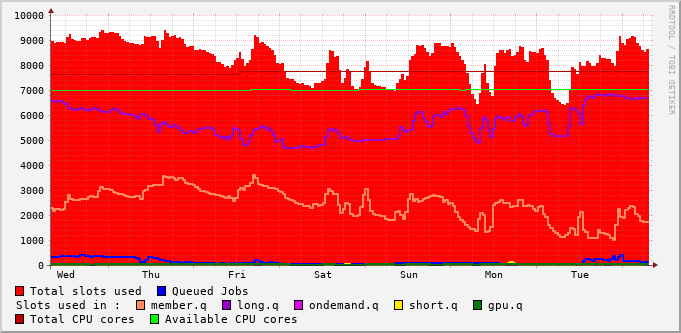 10000
9000
8000
7000
6000
5000
4000
3000
2000
1000
0
Wed Thu Fri Sat Sun Mon Tue
RRDTOOL / TOBI OETIKER
Total slots used Queued Jobs
Slots used in : member.q long.q ondemand.q short.q gpu.q
Total CPU cores Available CPU cores